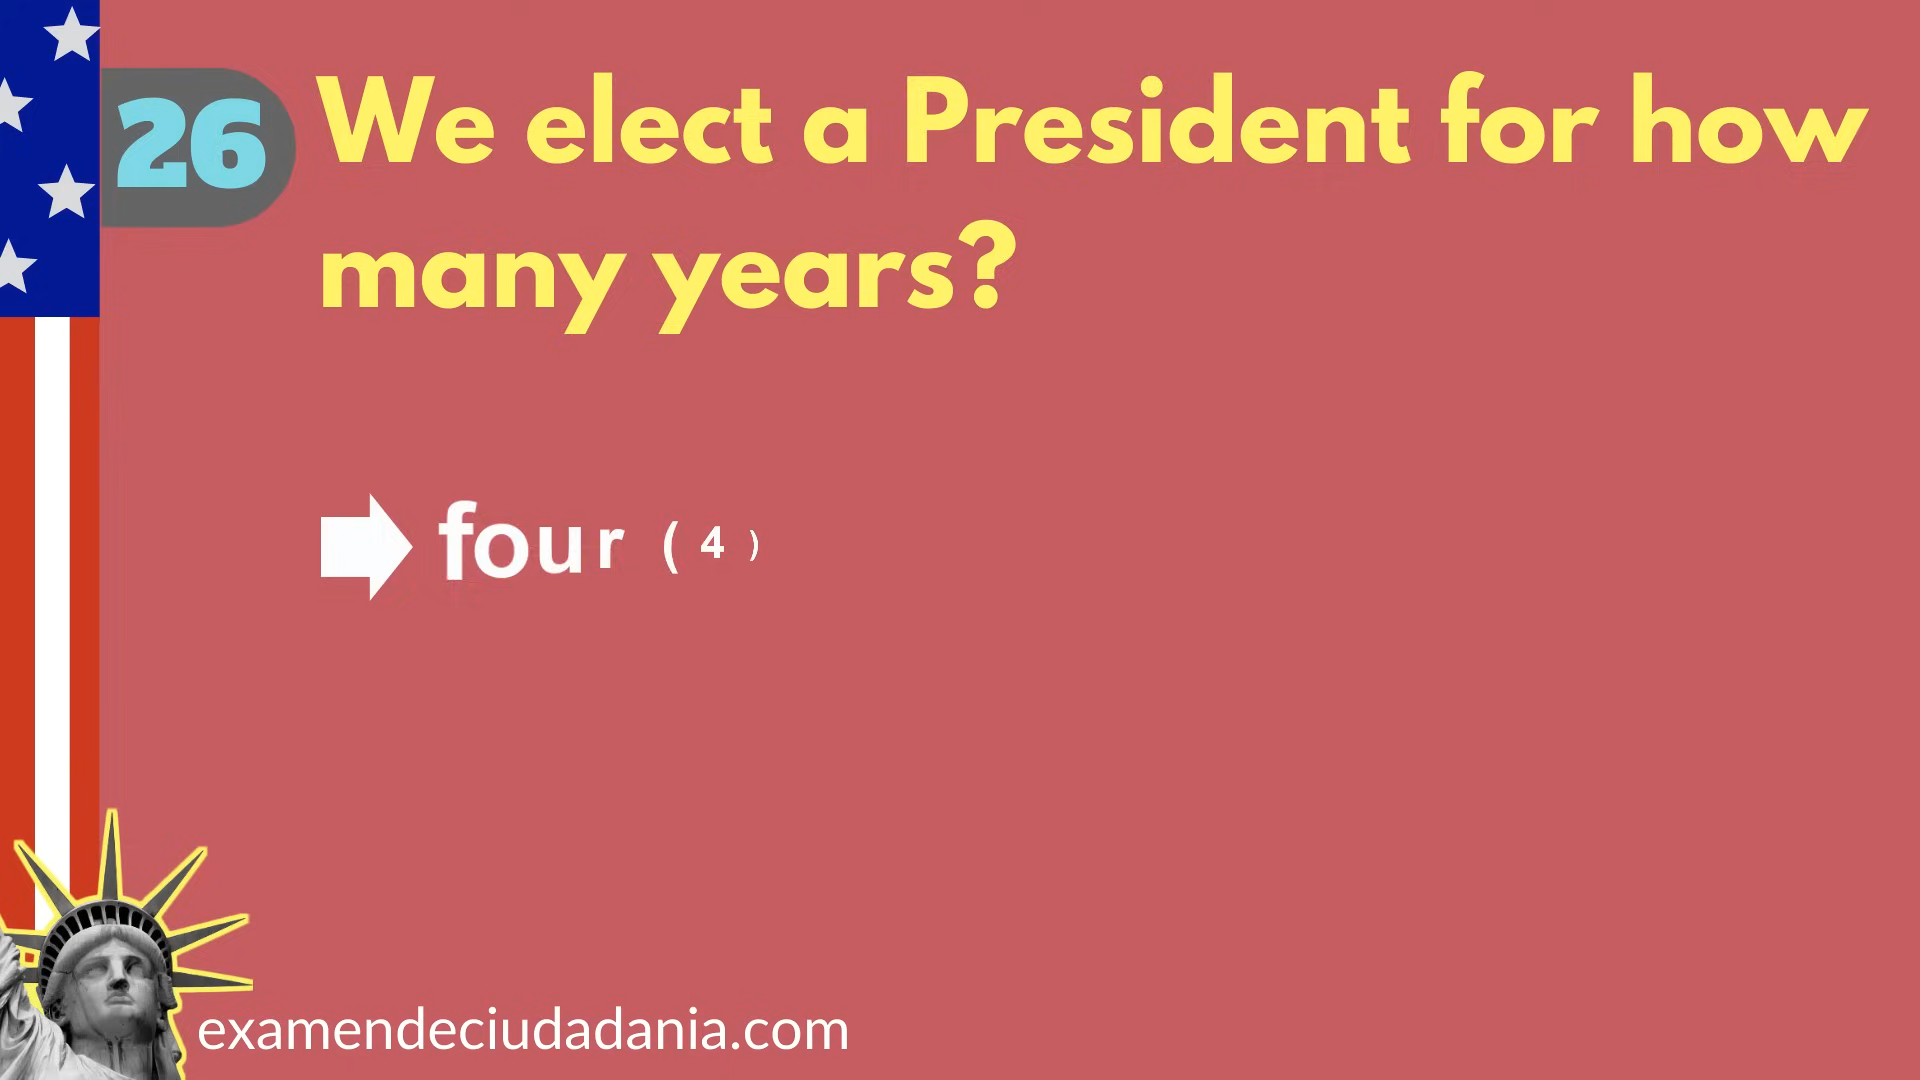 26
We elect a President for how
many years?
four (4)
examendeciudadania.com